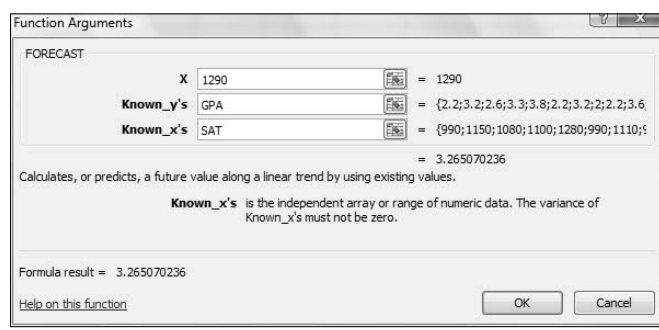 Function Arguments
? X
FORECAST
X 1290 = 1290
Known_y's GPA = {2.2;3.2;2.6;3.3;3.8;2.2;3.2;2;2.2;3.6;
Known_x's SAT = {990;1150;1080;1100;1280;990;1110;9
= 3.265070236
Calculates, or predicts, a future value along a linear trend by using existing values.
Known_x's is the independent array or range of numeric data. The variance of
Known_x's must not be zero.
Formula result = 3.265070236
Help on this function OK Cancel